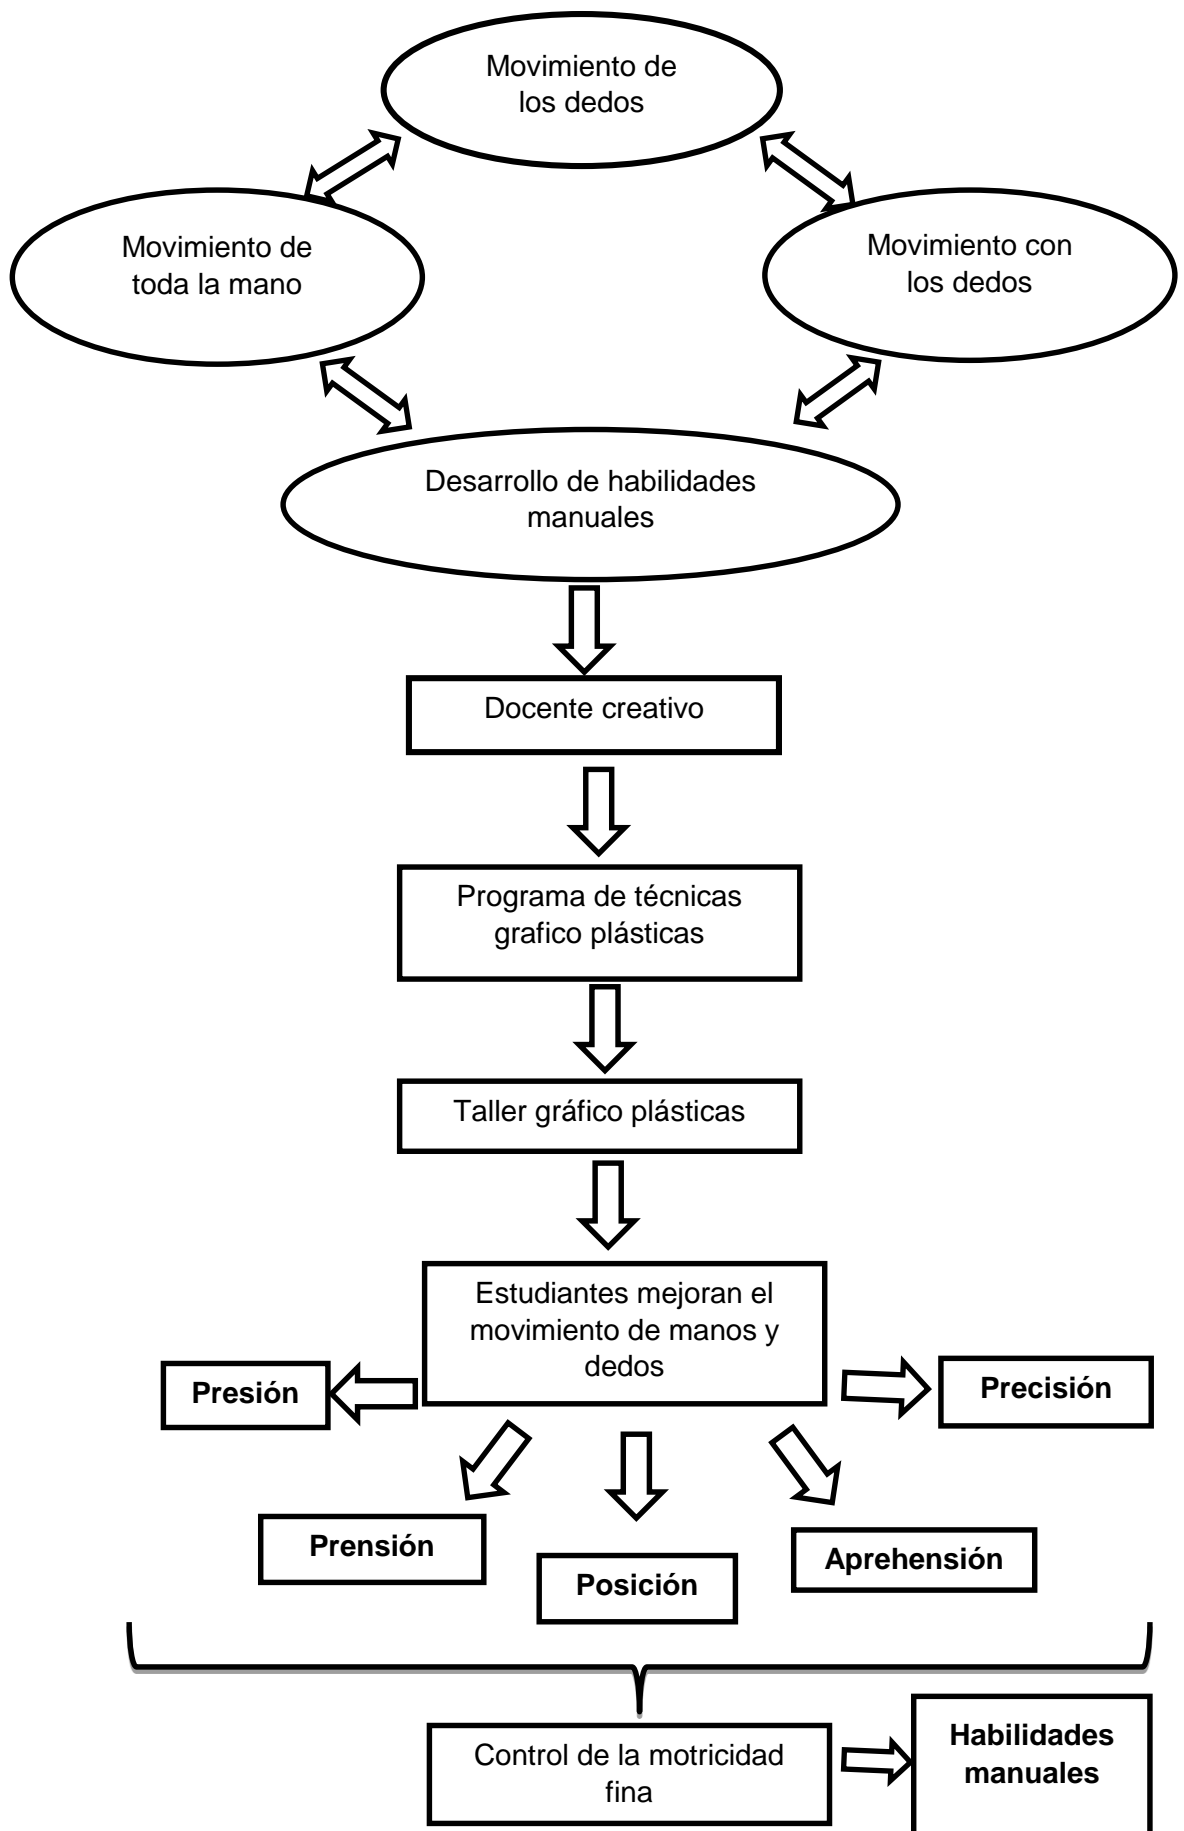 Movimiento de
los dedos
Movimiento de
toda la mano
Movimiento con
los dedos
Desarrollo de habilidades
manuales
Docente creativo
Programa de técnicas
grafico plásticas
Taller gráfico plásticas
Estudiantes mejoran el
movimiento de manos y
dedos
Presión
Precisión
Prensión
Posición
Aprehensión
Control de la motricidad
fina
Habilidades
manuales